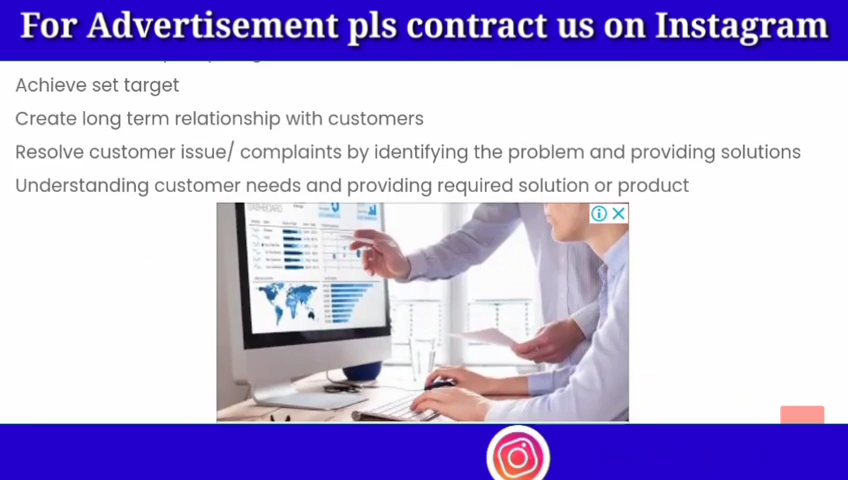 For Advertisement pls contract us on Instagram
Achieve set target
Create long term relationship with customers
Resolve customer issue/ complaints by identifying the problem and providing solutions
Understanding customer needs and providing required solution or product
DASHBOARD